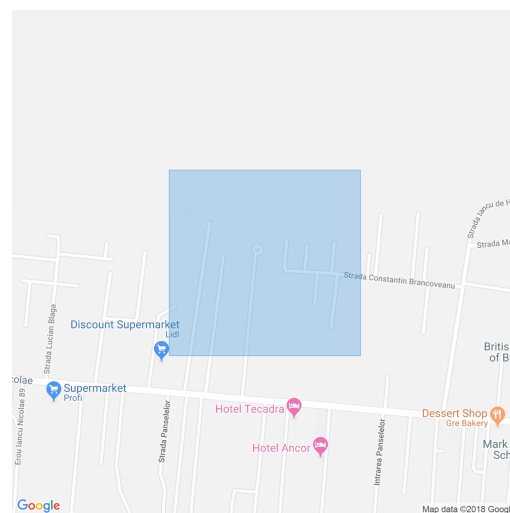 Strada Iancu de H
Strada Ma
Strada Constantin Brancoveanu
Strada Lucian Blaga
Discount Supermarket
Lidl
Britis
of B
colae
Supermarket
Profi
Hotel Tecadra
Dessert Shop
Gre Bakery
Erou Iancu Nicolae 89
Strada Panselelor
Hotel Ancor
Intrarea Panselelor
Mark
Sch
Google
Map data ©2018 Googl